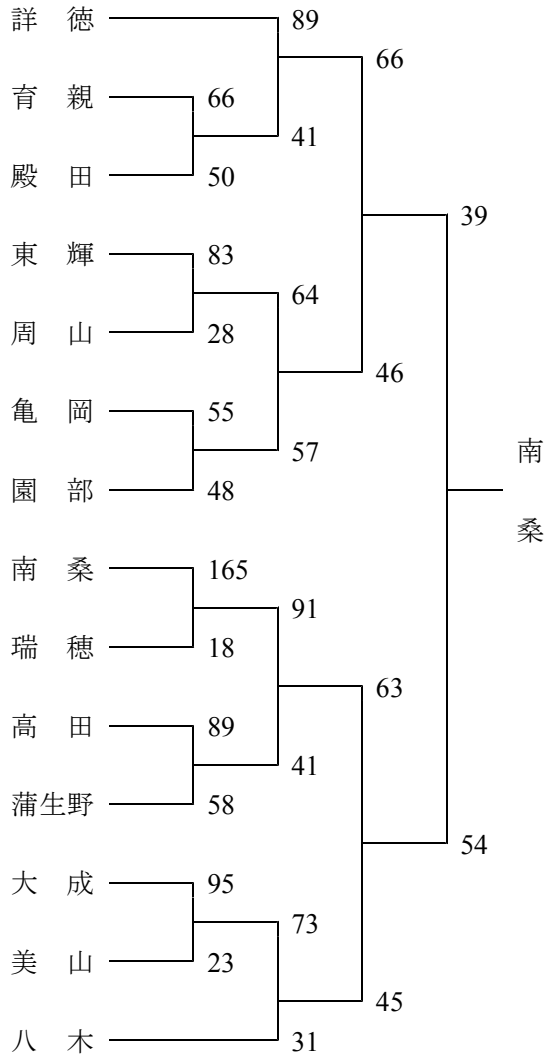 詳徳 89
66
育親 66
41
殿田 50
39
東輝 83
64
周山 28
46
亀岡 55
南
57
園部 48
桑
南桑 165
91
瑞穂 18
63
高田 89
41
蒲生野 58
54
大成 95
73
美山 23
45
八木 31